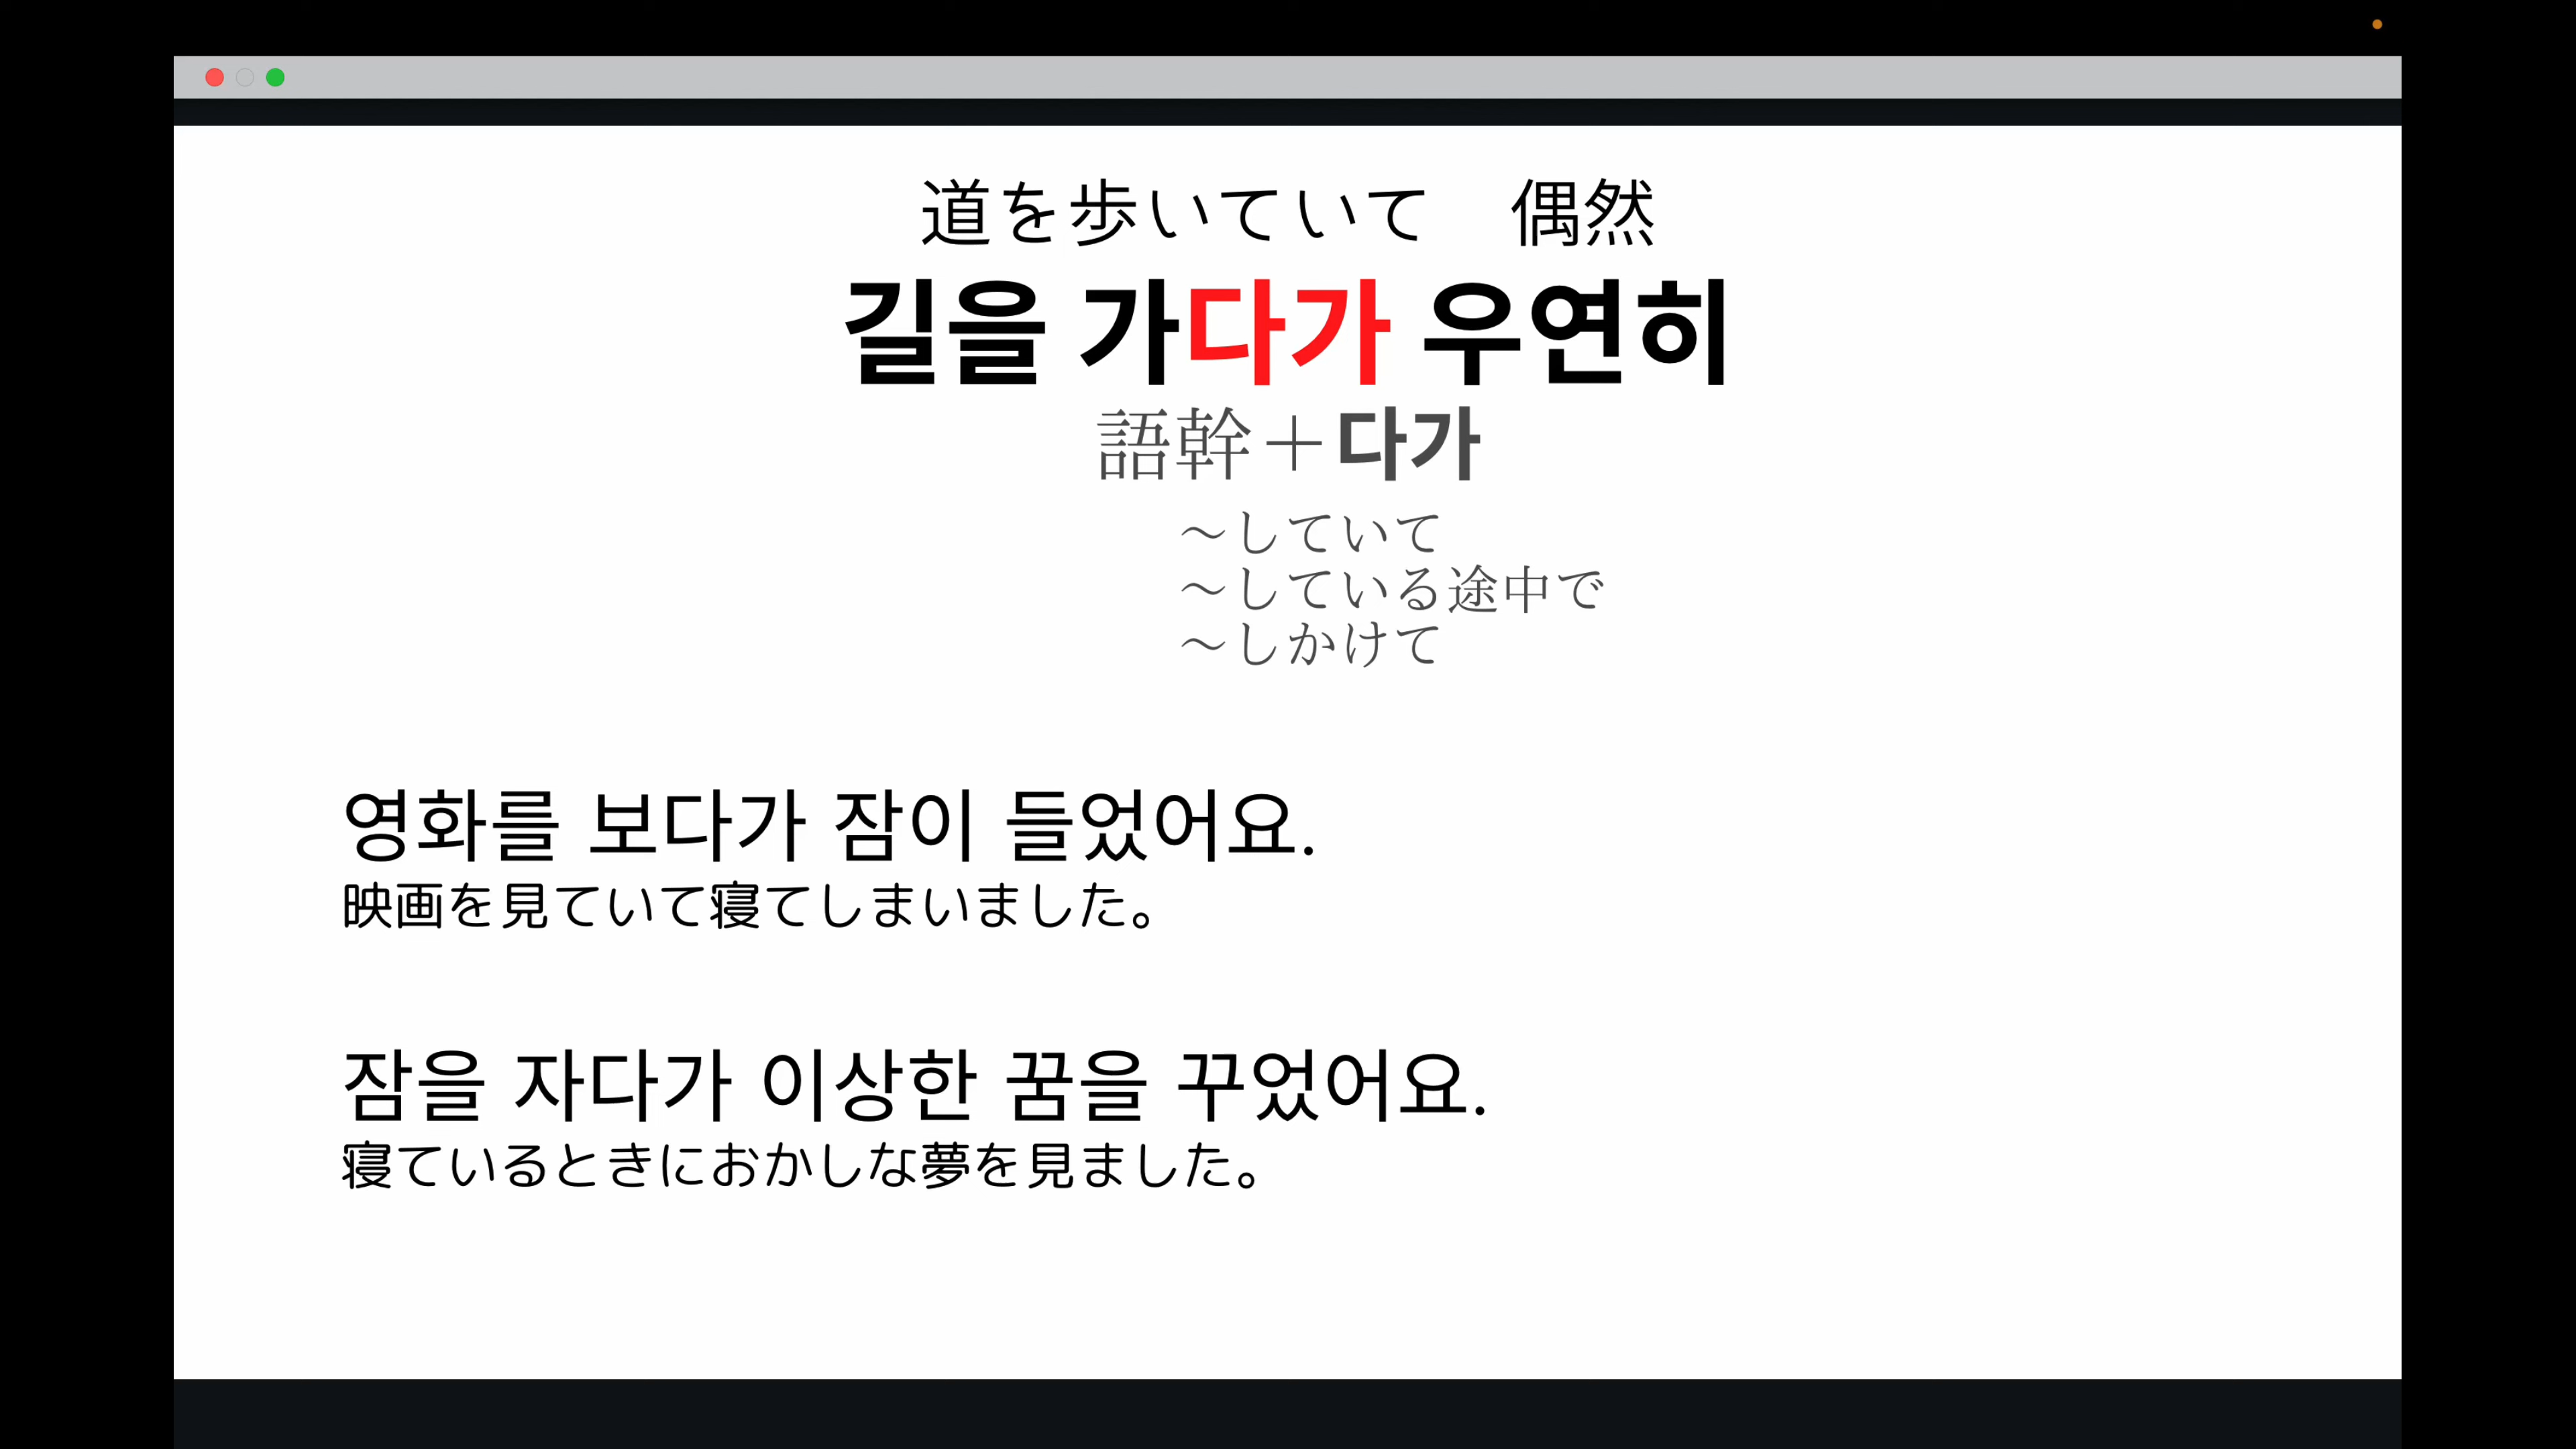 道を歩いていて　偶然
길을 가다가 우연히
語幹＋다가
〜していて
〜している途中で
〜しかけて
영화를 보다가 잠이 들었어요.
映画を見ていて寝てしまいました。
잠을 자다가 이상한 꿈을 꾸었어요.
寝ているときにおかしな夢を見ました。